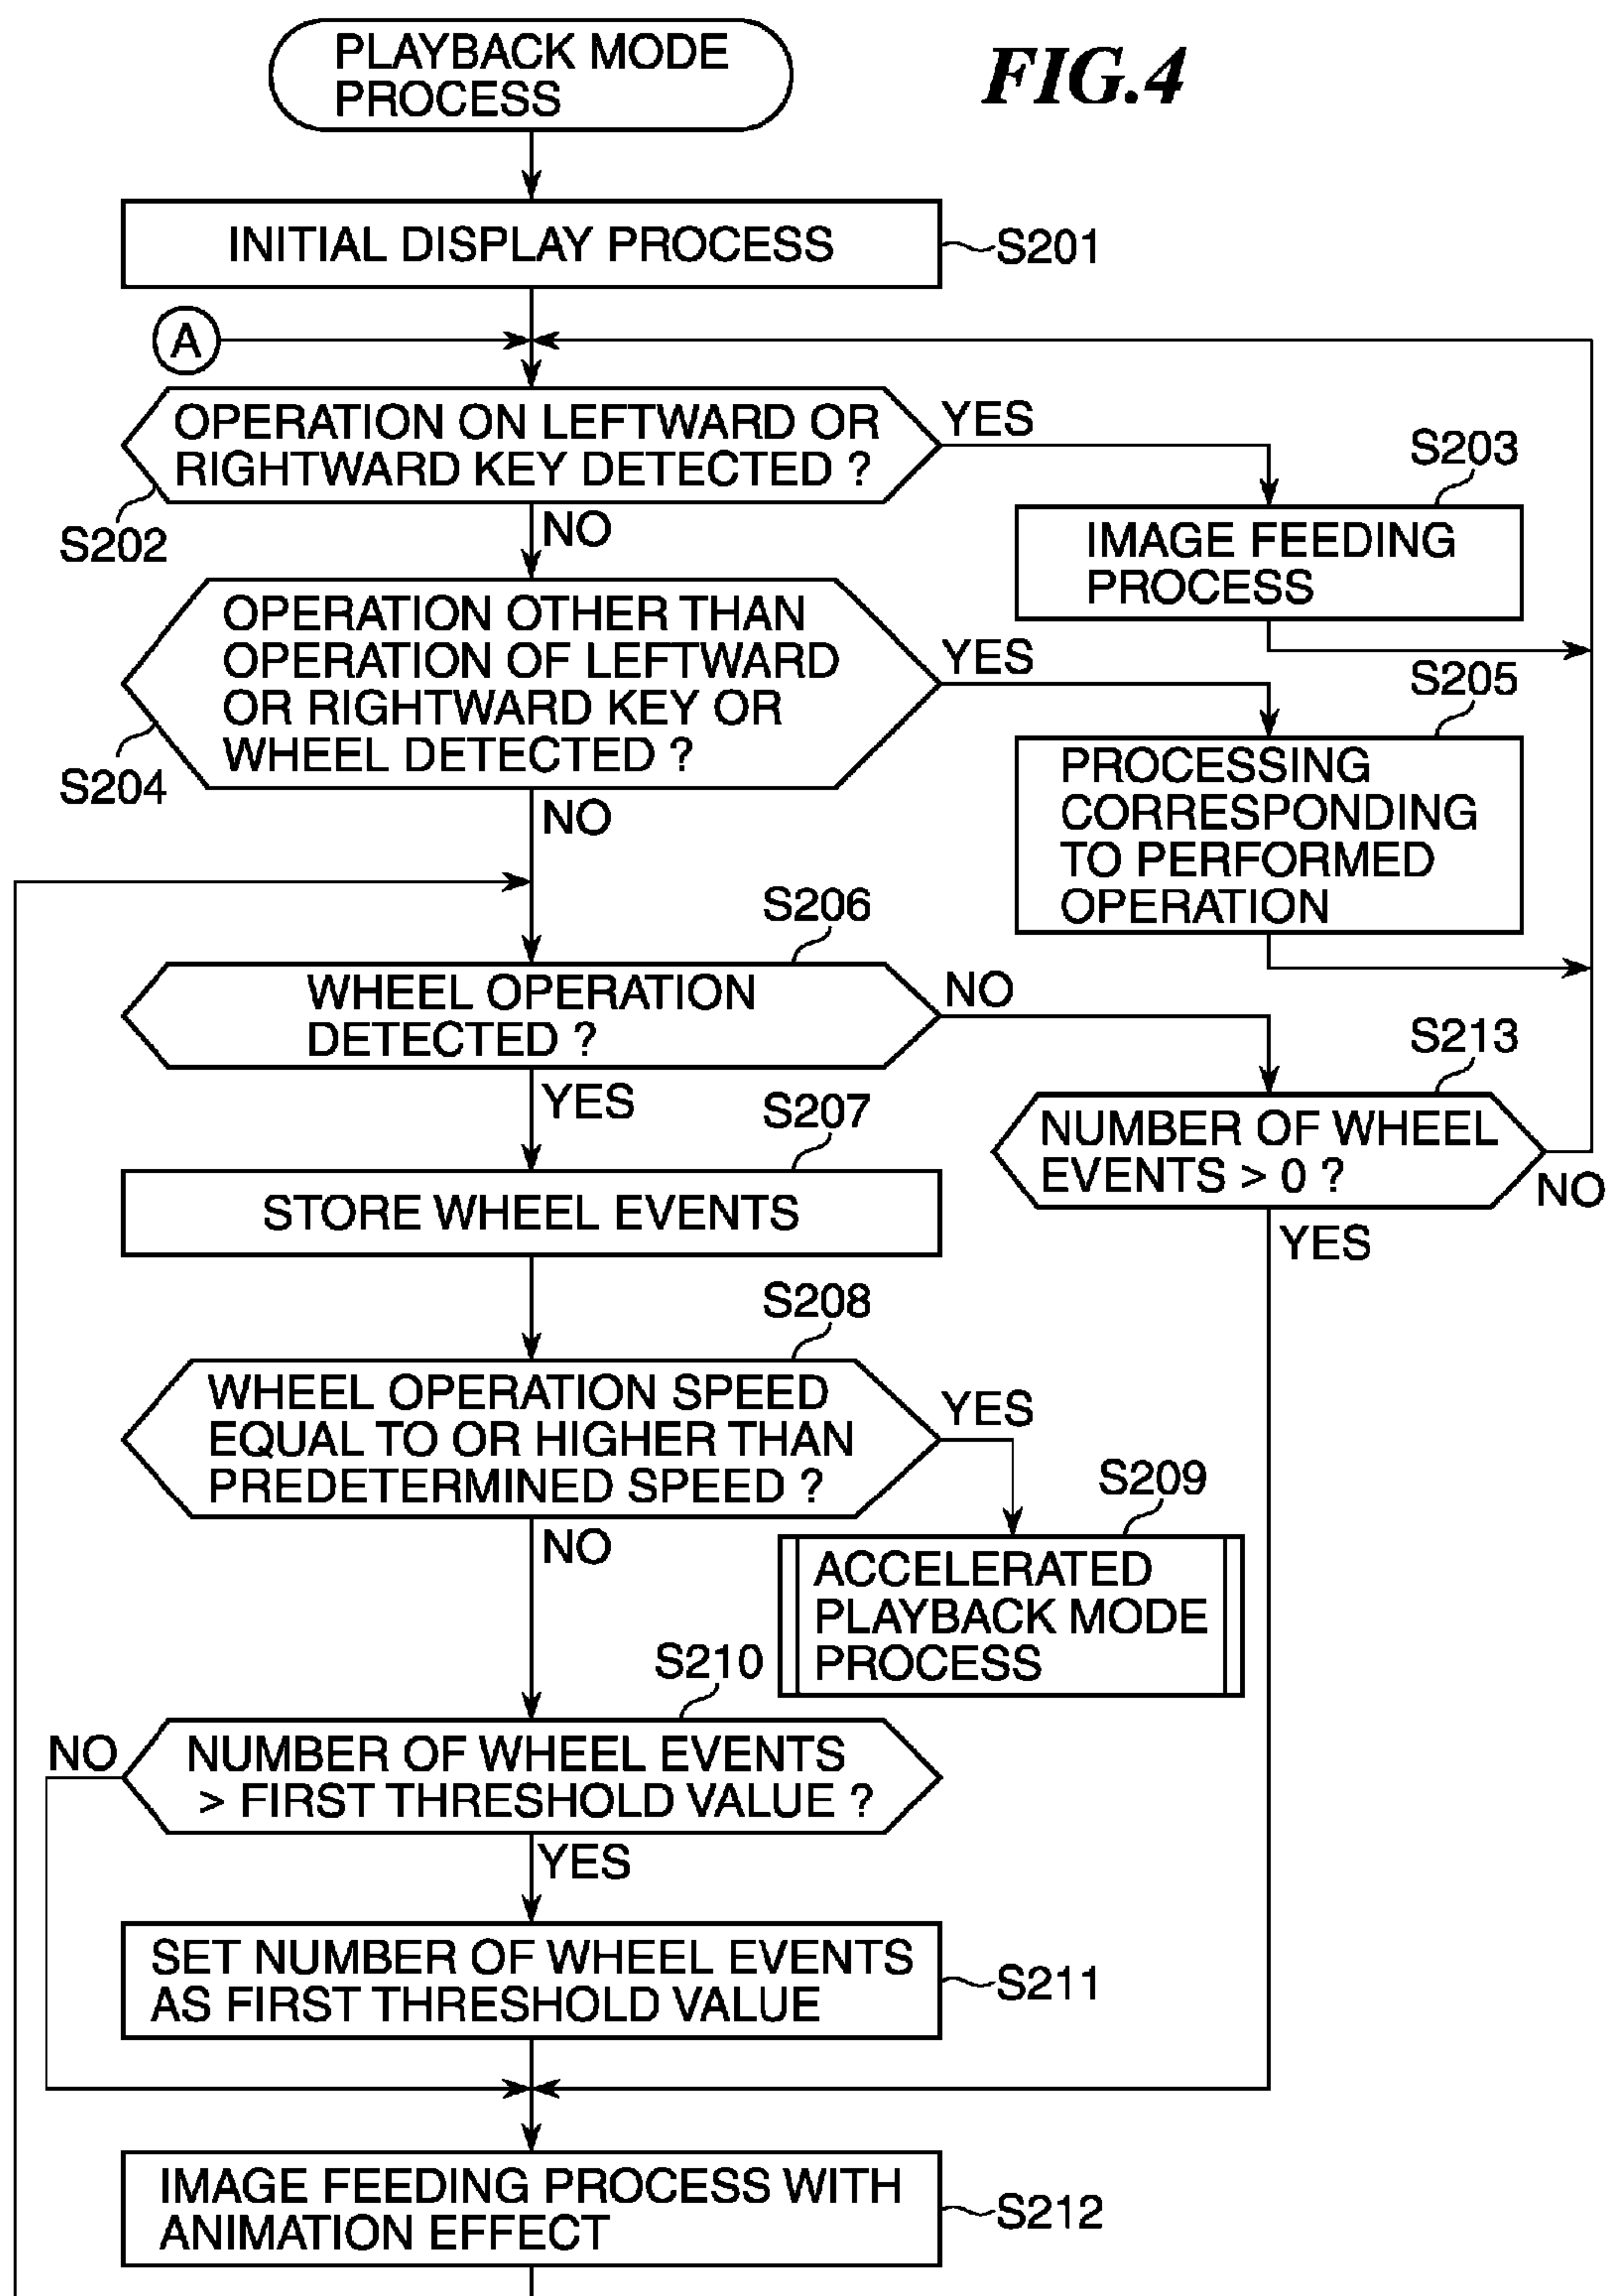 PLAYBACK MODE
PROCESS
FIG.4
INITIAL DISPLAY PROCESS
S201
A
OPERATION ON LEFTWARD OR
RIGHTWARD KEY DETECTED ?
YES
S202
NO
S203
IMAGE FEEDING
PROCESS
OPERATION OTHER THAN
OPERATION OF LEFTWARD
OR RIGHTWARD KEY OR
WHEEL DETECTED ?
YES
S204
NO
S205
PROCESSING
CORRESPONDING
TO PERFORMED
OPERATION
S206
WHEEL OPERATION
DETECTED ?
NO
YES
S213
NUMBER OF WHEEL
EVENTS > 0 ?
NO
YES
S207
STORE WHEEL EVENTS
S208
WHEEL OPERATION SPEED
EQUAL TO OR HIGHER THAN
PREDETERMINED SPEED ?
YES
NO
S209
ACCELERATED
PLAYBACK MODE
PROCESS
S210
NO
NUMBER OF WHEEL EVENTS
> FIRST THRESHOLD VALUE ?
YES
SET NUMBER OF WHEEL EVENTS
AS FIRST THRESHOLD VALUE
S211
IMAGE FEEDING PROCESS WITH
ANIMATION EFFECT
S212